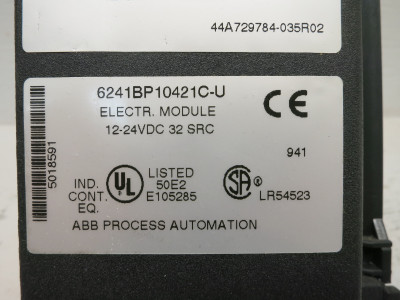 44A729784-035R02
6241BP10421C-U
ELECTR. MODULE
12-24VDC 32 SRC
CE
941
5018591
IND.
CONT.
EQ.
UL
LISTED
50E2
E105285
SA
LR54523
ABB PROCESS AUTOMATION